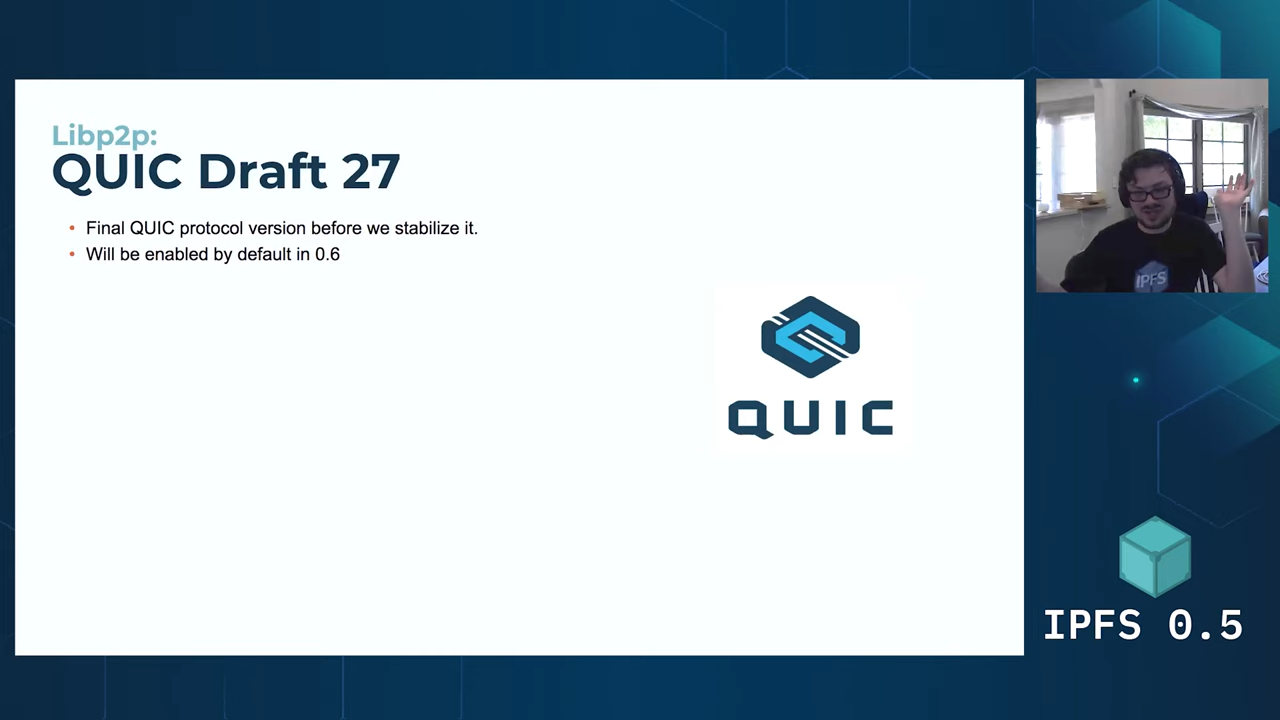 Libp2p:
QUIC Draft 27
• Final QUIC protocol version before we stabilize it.
• Will be enabled by default in 0.6
QUIC
IPFS
IPFS 0.5